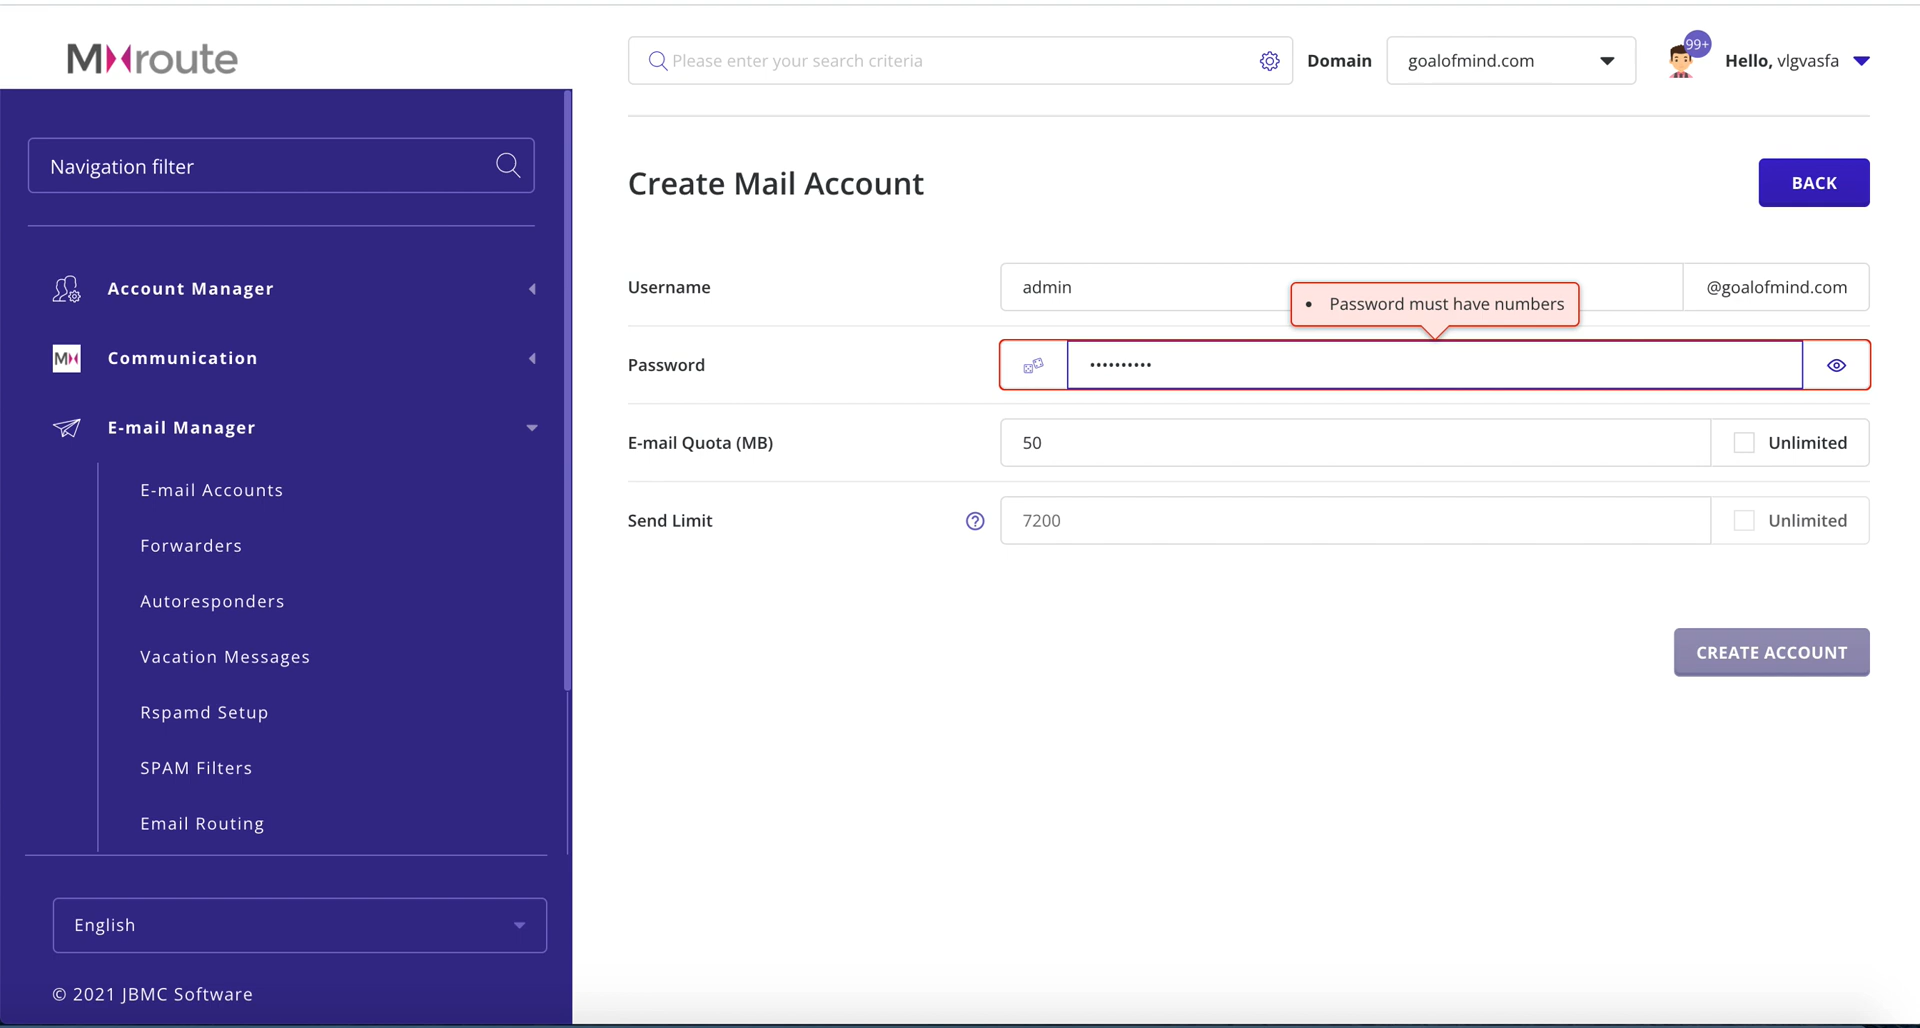 Mxroute
Please enter your search criteria
Domain
goalofmind.com
99+
Hello, vlgvasfa
Navigation filter
Create Mail Account
BACK
Account Manager
Communication
E-mail Manager
E-mail Accounts
Forwarders
Autoresponders
Vacation Messages
Rspamd Setup
SPAM Filters
Email Routing
English
© 2021 JBMC Software
Username
admin
@goalofmind.com
• Password must have numbers
Password
••••••••••
E-mail Quota (MB)
50
Unlimited
Send Limit
?
7200
Unlimited
CREATE ACCOUNT